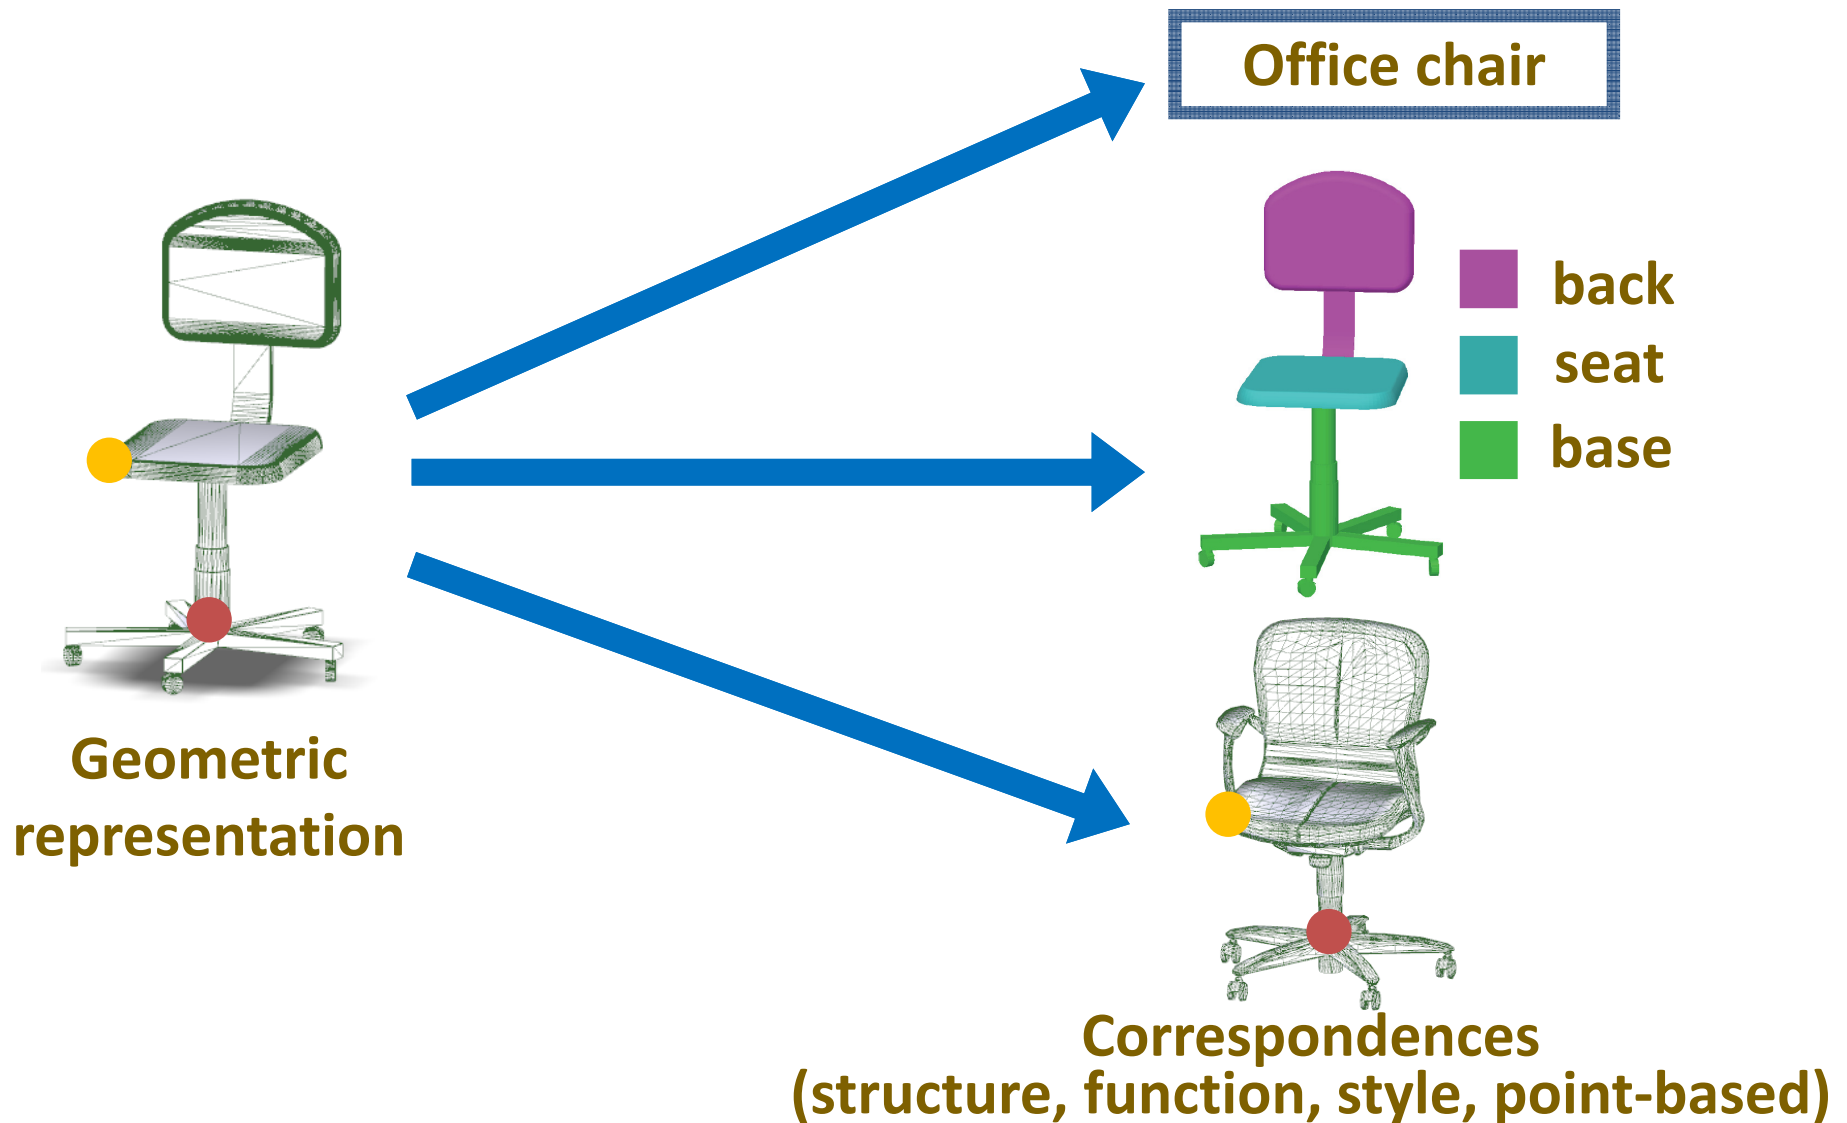 Office chair
back
seat
base
Geometric
representation
Correspondences
(structure, function, style, point-based)